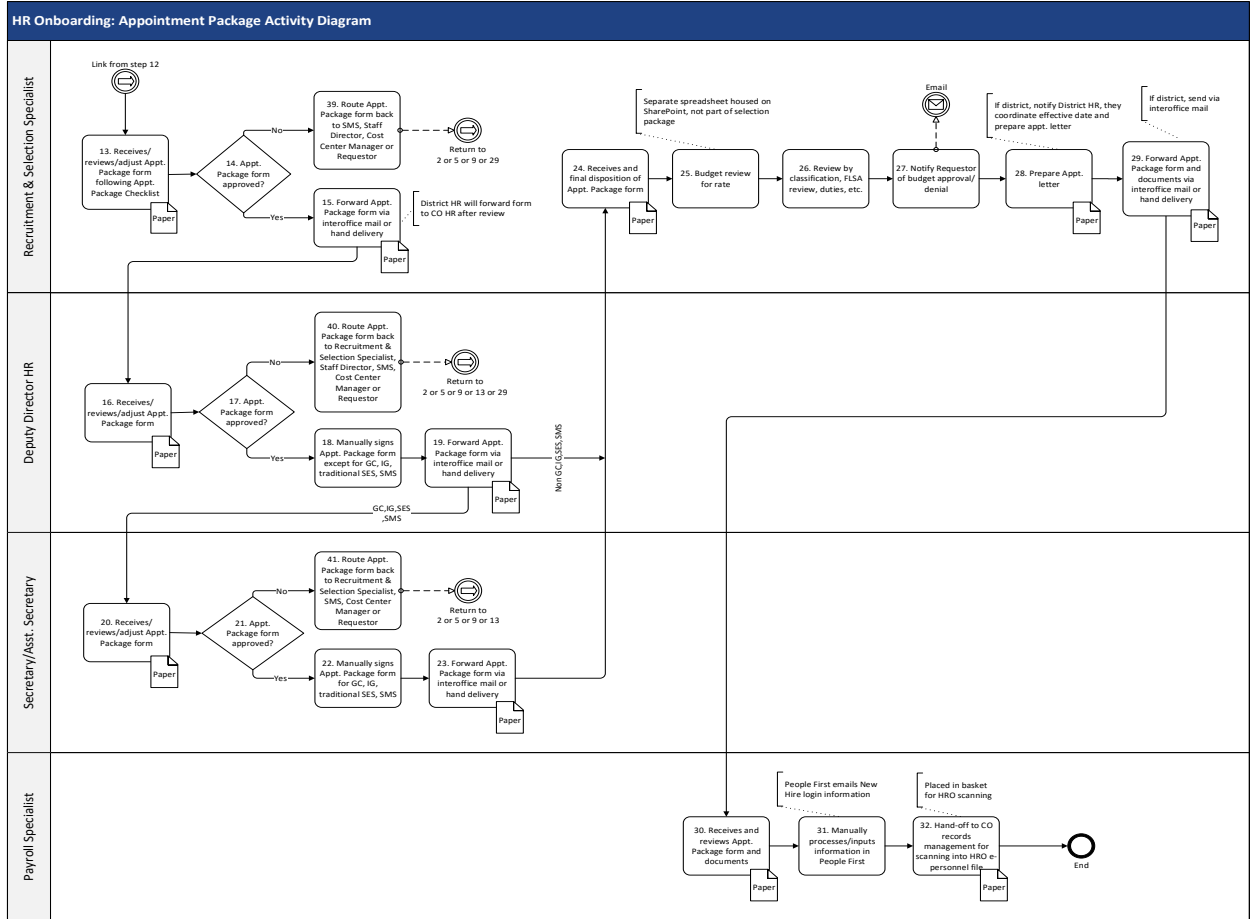 HR Onboarding: Appointment Package Activity Diagram
Recruitment & Selection Specialist
Link from step 12
13. Receives/
reviews/adjust Appt.
Package form
following Appt.
Package Checklist
Paper
14. Appt.
Package form
approved?
No
39. Route Appt.
Package form back
to SMS, Staff
Director, Cost
Center Manager or
Requestor
Return to
2 or 5 or 9 or 29
Yes
15. Forward Appt.
Package form via
interoffice mail or
hand delivery
Paper
District HR will forward form
to CO HR after review
24. Receives and
final disposition of
Appt. Package form
Paper
Separate spreadsheet housed on
SharePoint, not part of selection
package
25. Budget review
for rate
26. Review by
classification, FLSA
review, duties, etc.
Email
27. Notify Requestor
of budget approval/
denial
If district, notify District HR, they
coordinate effective date and
prepare appt. letter
28. Prepare Appt.
letter
Paper
If district, send via
interoffice mail
29. Forward Appt.
Package form and
documents via
interoffice mail or
hand delivery
Paper
Deputy Director HR
16. Receives/
reviews/adjust Appt.
Package form
Paper
17. Appt.
Package form
approved?
No
40. Route Appt.
Package form back
to Recruitment &
Selection Specialist,
Staff Director, SMS,
Cost Center
Manager or
Requestor
Return to
2 or 5 or 9 or 13 or 29
Yes
18. Manually signs
Appt. Package form
except for GC, IG,
traditional SES, SMS
19. Forward Appt.
Package form via
interoffice mail or
hand delivery
Paper
Non GC,IG,SES,SMS
GC,IG,SES
,SMS
Secretary/Asst. Secretary
20. Receives/
reviews/adjust Appt.
Package form
Paper
21. Appt.
Package form
approved?
No
41. Route Appt.
Package form back
to Recruitment &
Selection Specialist,
SMS, Cost Center
Manager or
Requestor
Return to
2 or 5 or 9 or 13
Yes
22. Manually signs
Appt. Package form
for GC, IG,
traditional SES, SMS
23. Forward Appt.
Package form via
interoffice mail or
hand delivery
Paper
Payroll Specialist
30. Receives and
reviews Appt.
Package form and
documents
Paper
People First emails New
Hire login information
31. Manually
processes/inputs
information in
People First
Placed in basket
for HRO scanning
32. Hand-off to CO
records
management for
scanning into HRO e-
personnel file
Paper
End